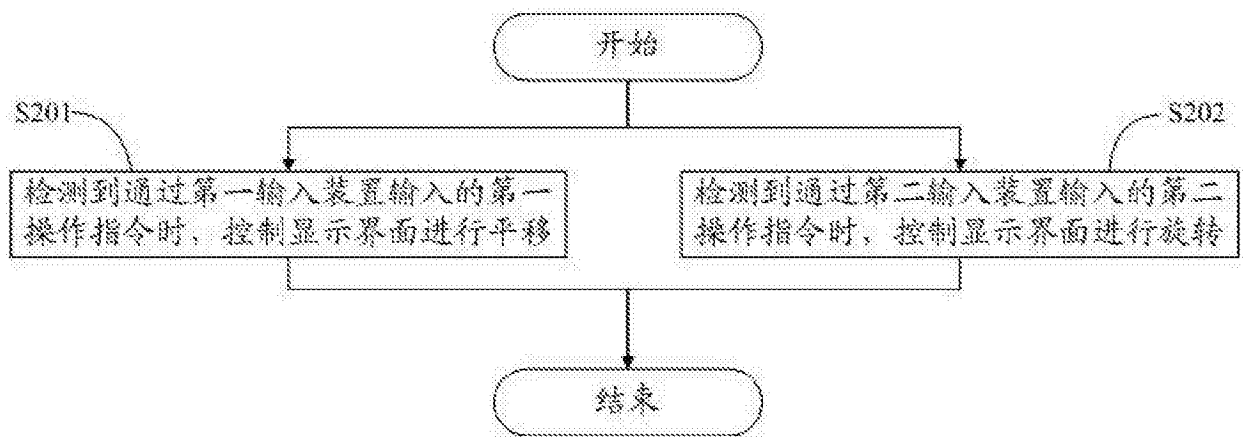 开始
S201
S202
检测到通过第一输入装置输入的第一
操作指令时，控制显示界面进行平移
检测到通过第二输入装置输入的第二
操作指令时，控制显示界面进行旋转
结束